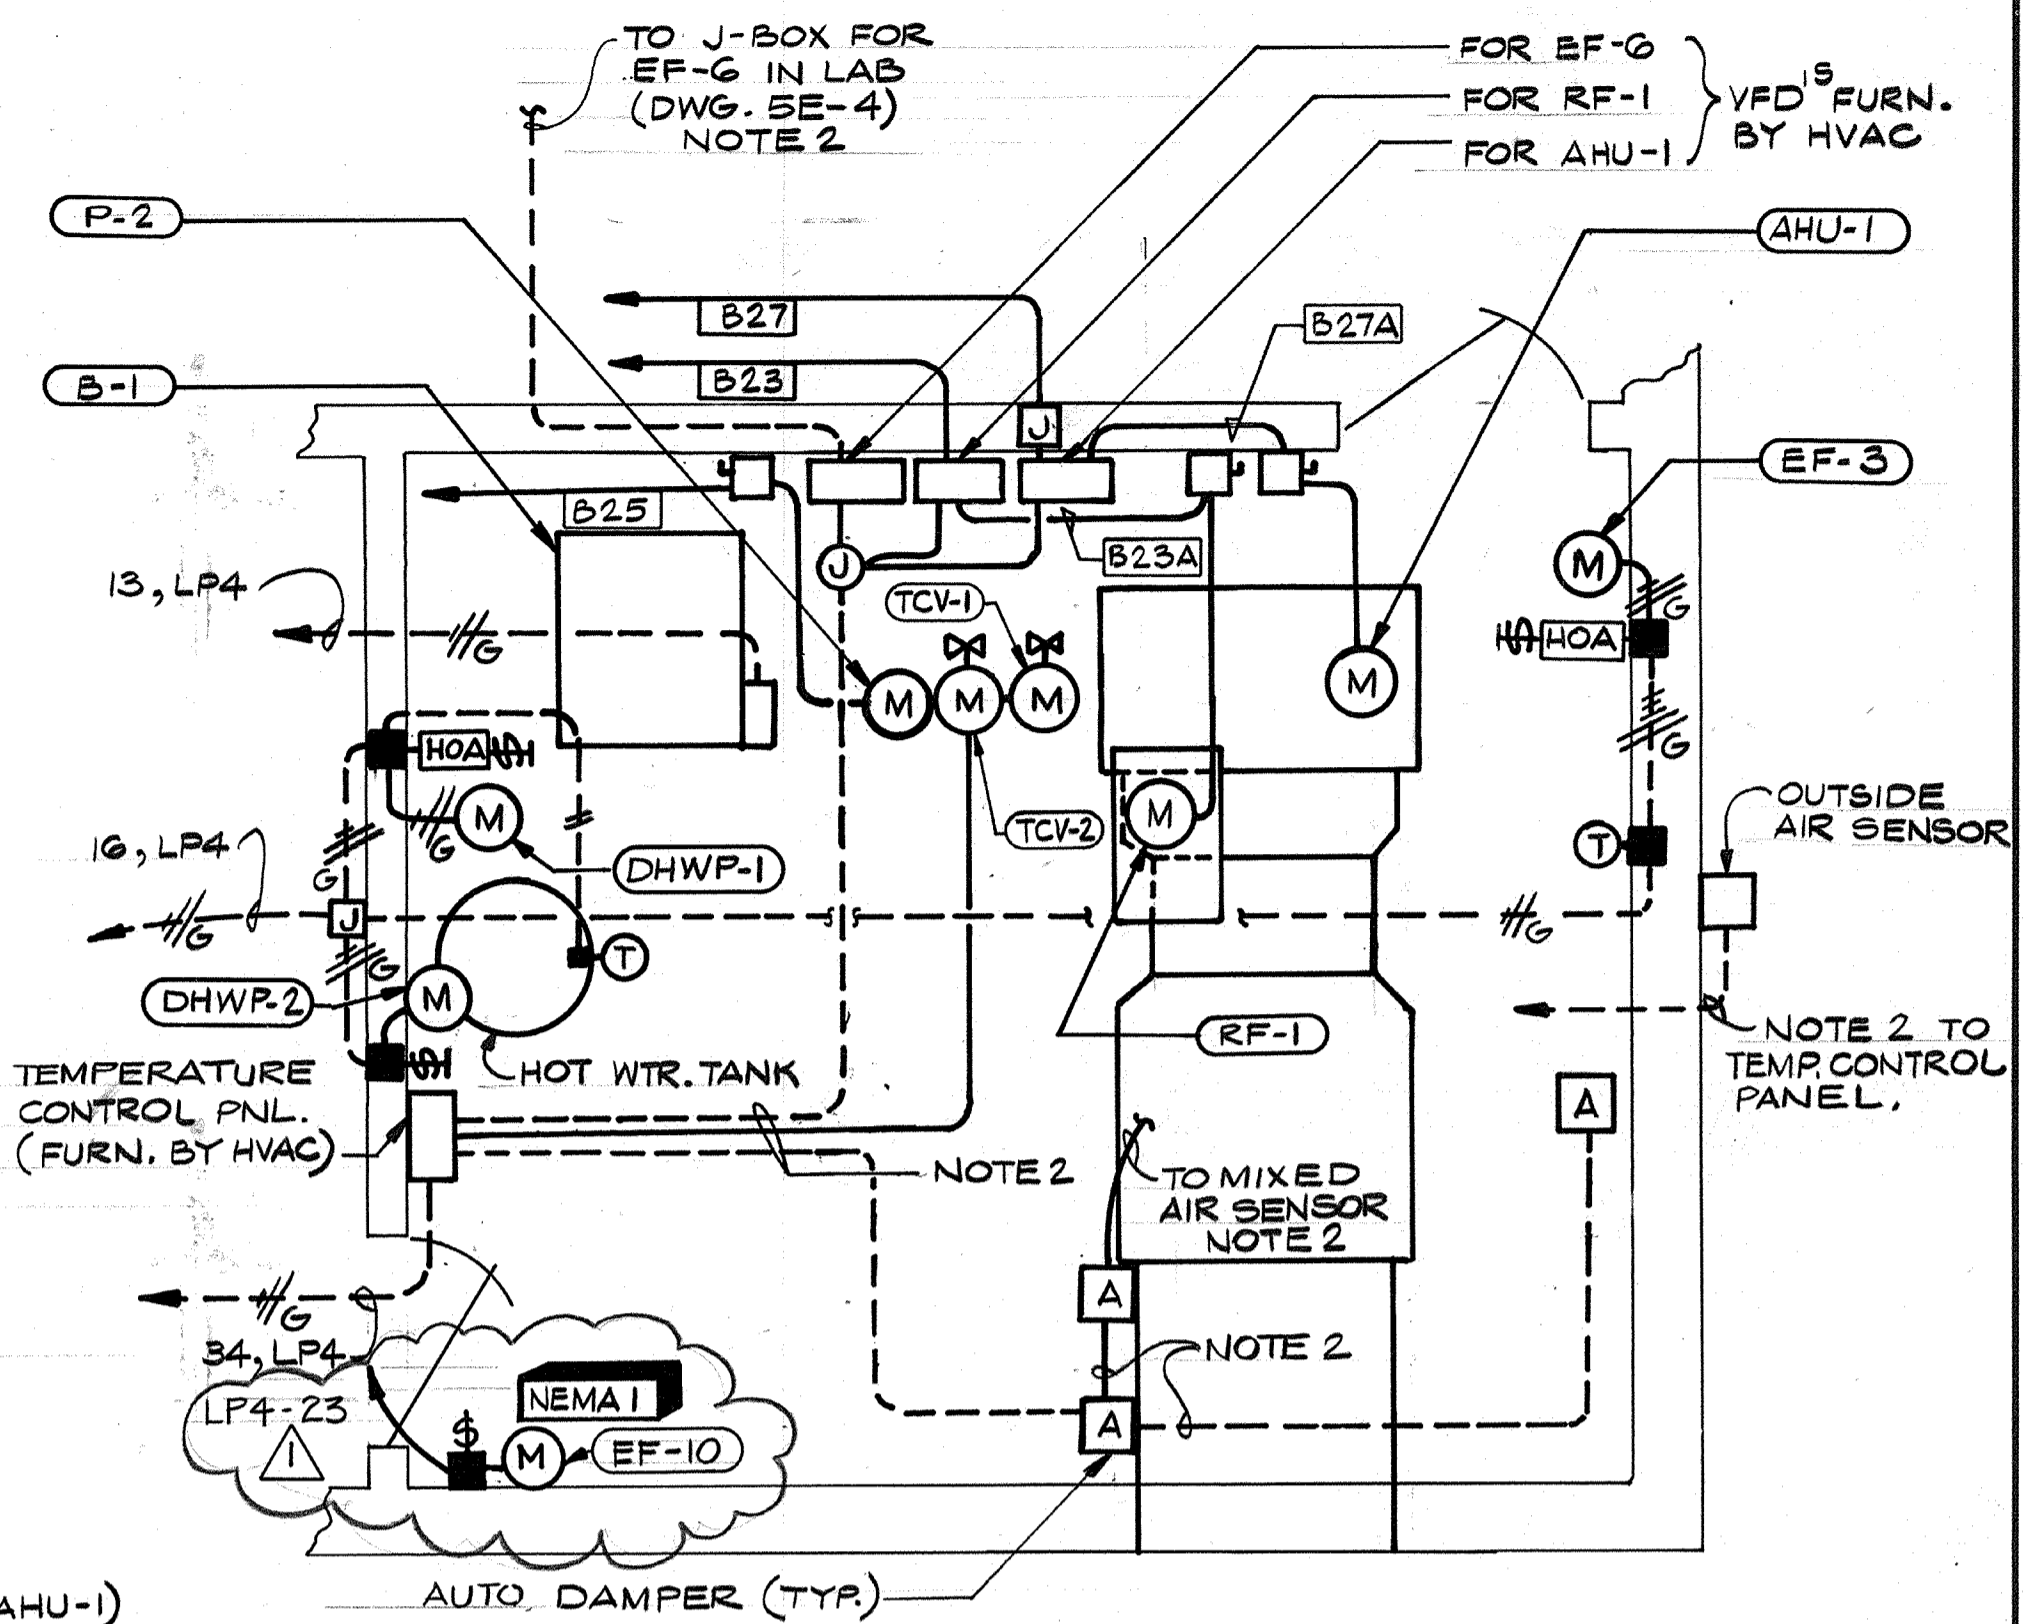 TO J-BOX FOR
EF-6 IN LAB
(DWG. 5E-4)
NOTE 2
FOR EF-6
FOR RF-1
FOR AHU-1
VFD'S FURN.
BY HVAC
P-2
AHU-1
B27
B27A
B23
B-1
J
EF-3
B25
B23A
J
M
13, LP4
TCV-1
G
HOA
G
M
M
M
M
G
HOA
M
G
M
TCV-2
OUTSIDE
AIR SENSOR
16, LP4
T
DHWP-1
G
J
G
G
G
T
DHWP-2
M
RF-1
NOTE 2 TO
TEMP. CONTROL
PANEL.
HOT WTR. TANK
TEMPERATURE
CONTROL PNL.
(FURN. BY HVAC)
A
NOTE 2
TO MIXED
AIR SENSOR
NOTE 2
G
A
34, LP4
NOTE 2
NEMA 1
LP4-23
1
$
M
EF-10
A
AUTO. DAMPER (TYP.)
AHU-1)